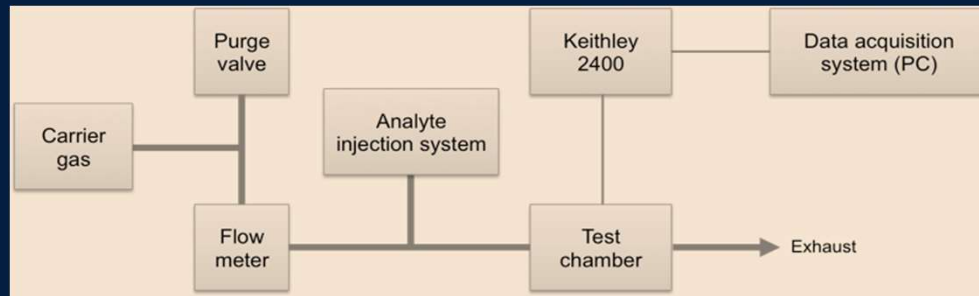 Purge
valve
Keithley
2400
Data acquisition
system (PC)
Carrier
gas
Analyte
injection system
Flow
meter
Test
chamber
Exhaust